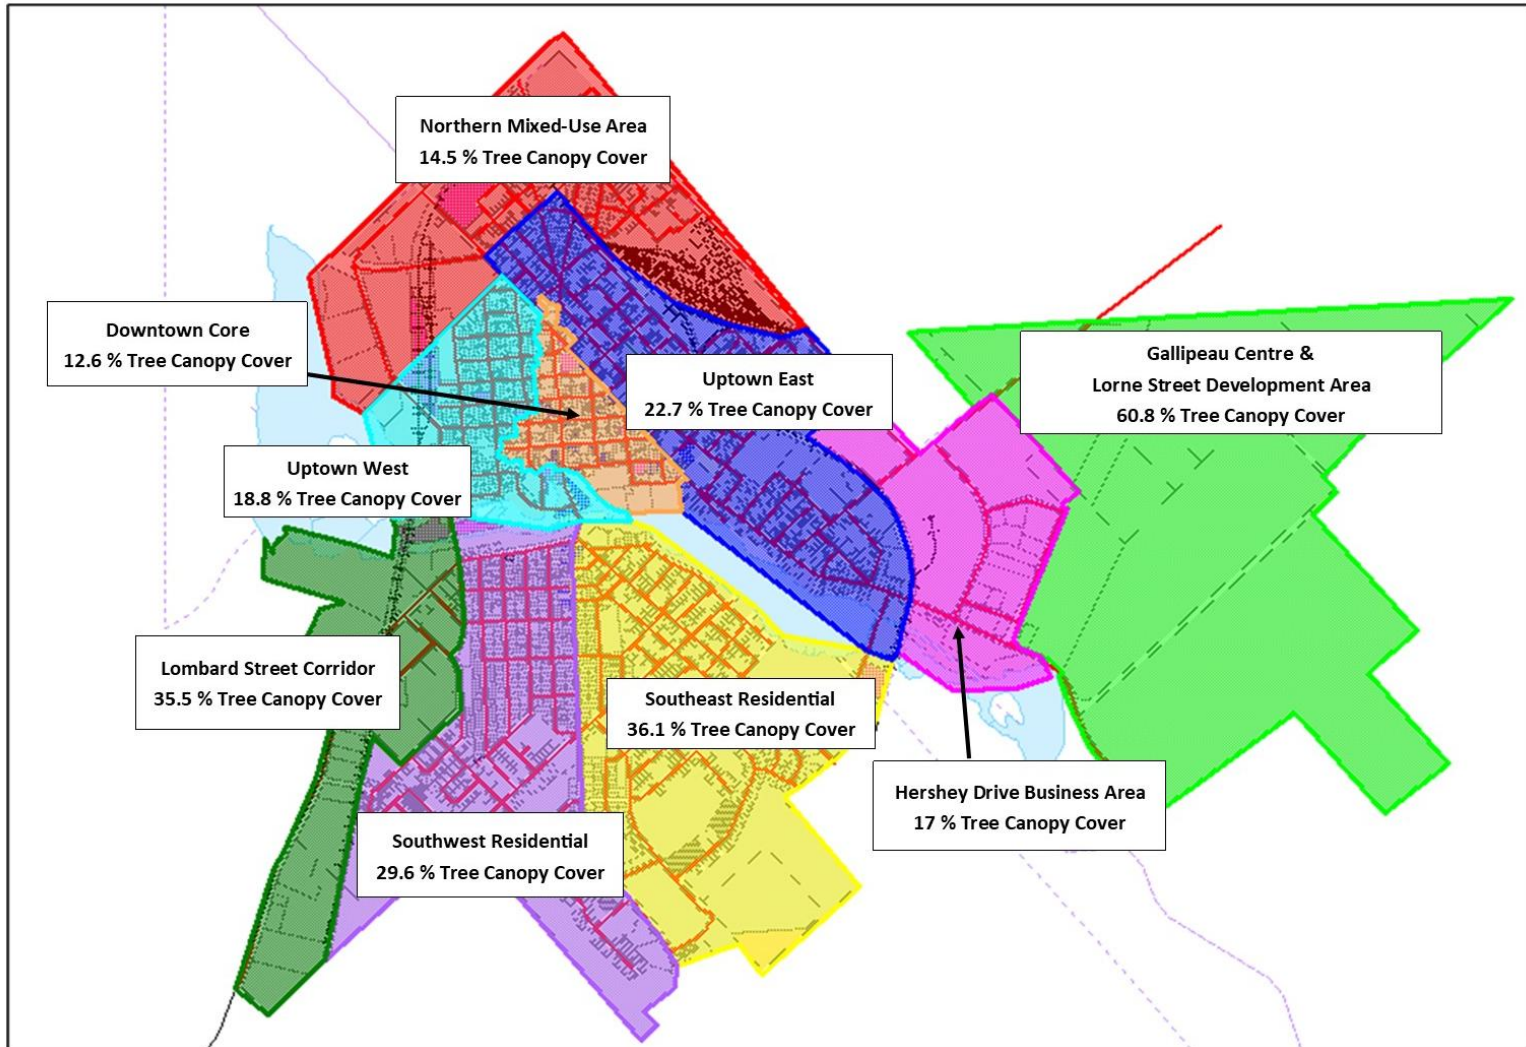 Northern Mixed-Use Area
14.5 % Tree Canopy Cover
Downtown Core
12.6 % Tree Canopy Cover
Uptown East
22.7 % Tree Canopy Cover
Gallipeau Centre &
Lorne Street Development Area
60.8 % Tree Canopy Cover
Uptown West
18.8 % Tree Canopy Cover
Lombard Street Corridor
35.5 % Tree Canopy Cover
Southeast Residential
36.1 % Tree Canopy Cover
Hershey Drive Business Area
17 % Tree Canopy Cover
Southwest Residential
29.6 % Tree Canopy Cover